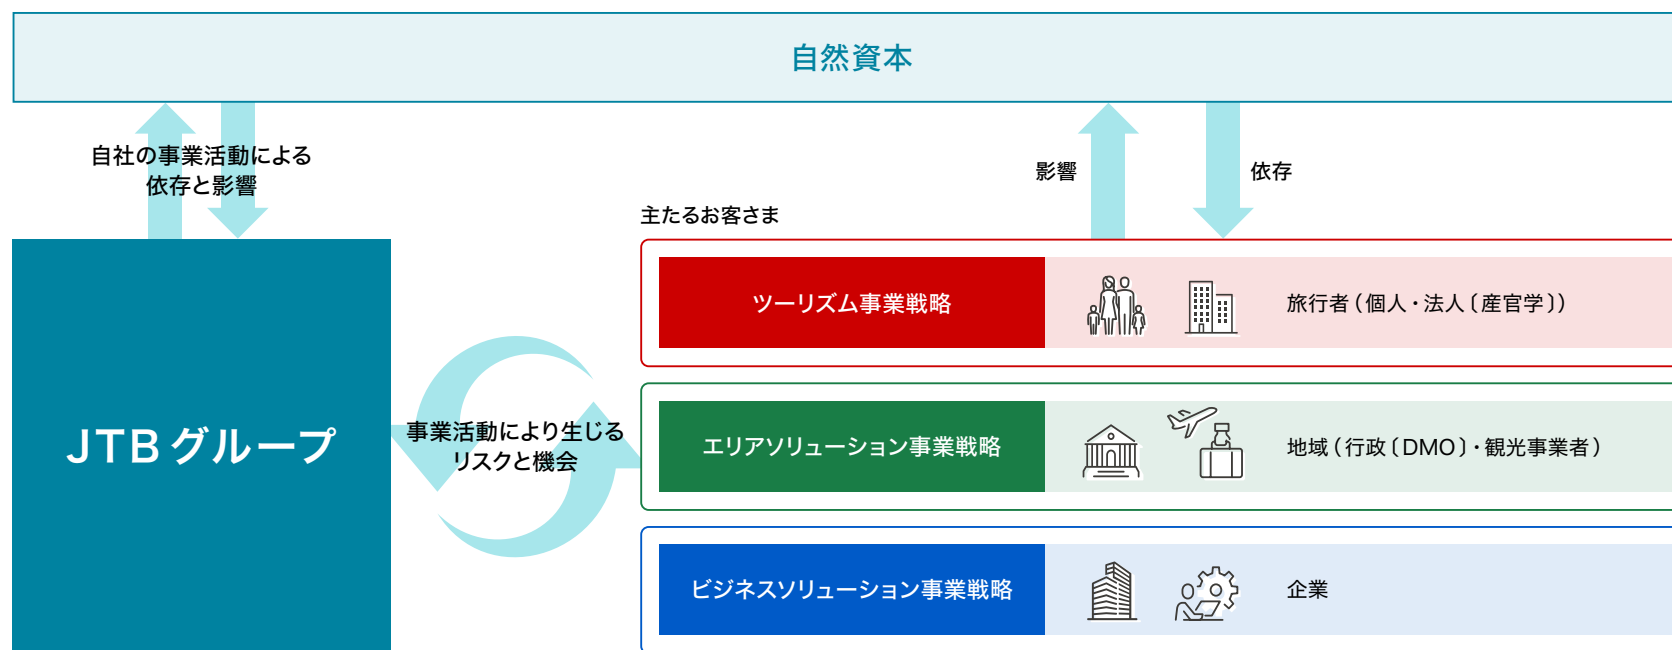 自然資本
自社の事業活動による
依存と影響
影響
依存
主たるお客さま
JTBグループ
事業活動により生じる
リスクと機会
ツーリズム事業戦略
旅行者（個人・法人〔産官学〕）
エリアソリューション事業戦略
地域（行政〔DMO〕・観光事業者）
ビジネスソリューション事業戦略
企業